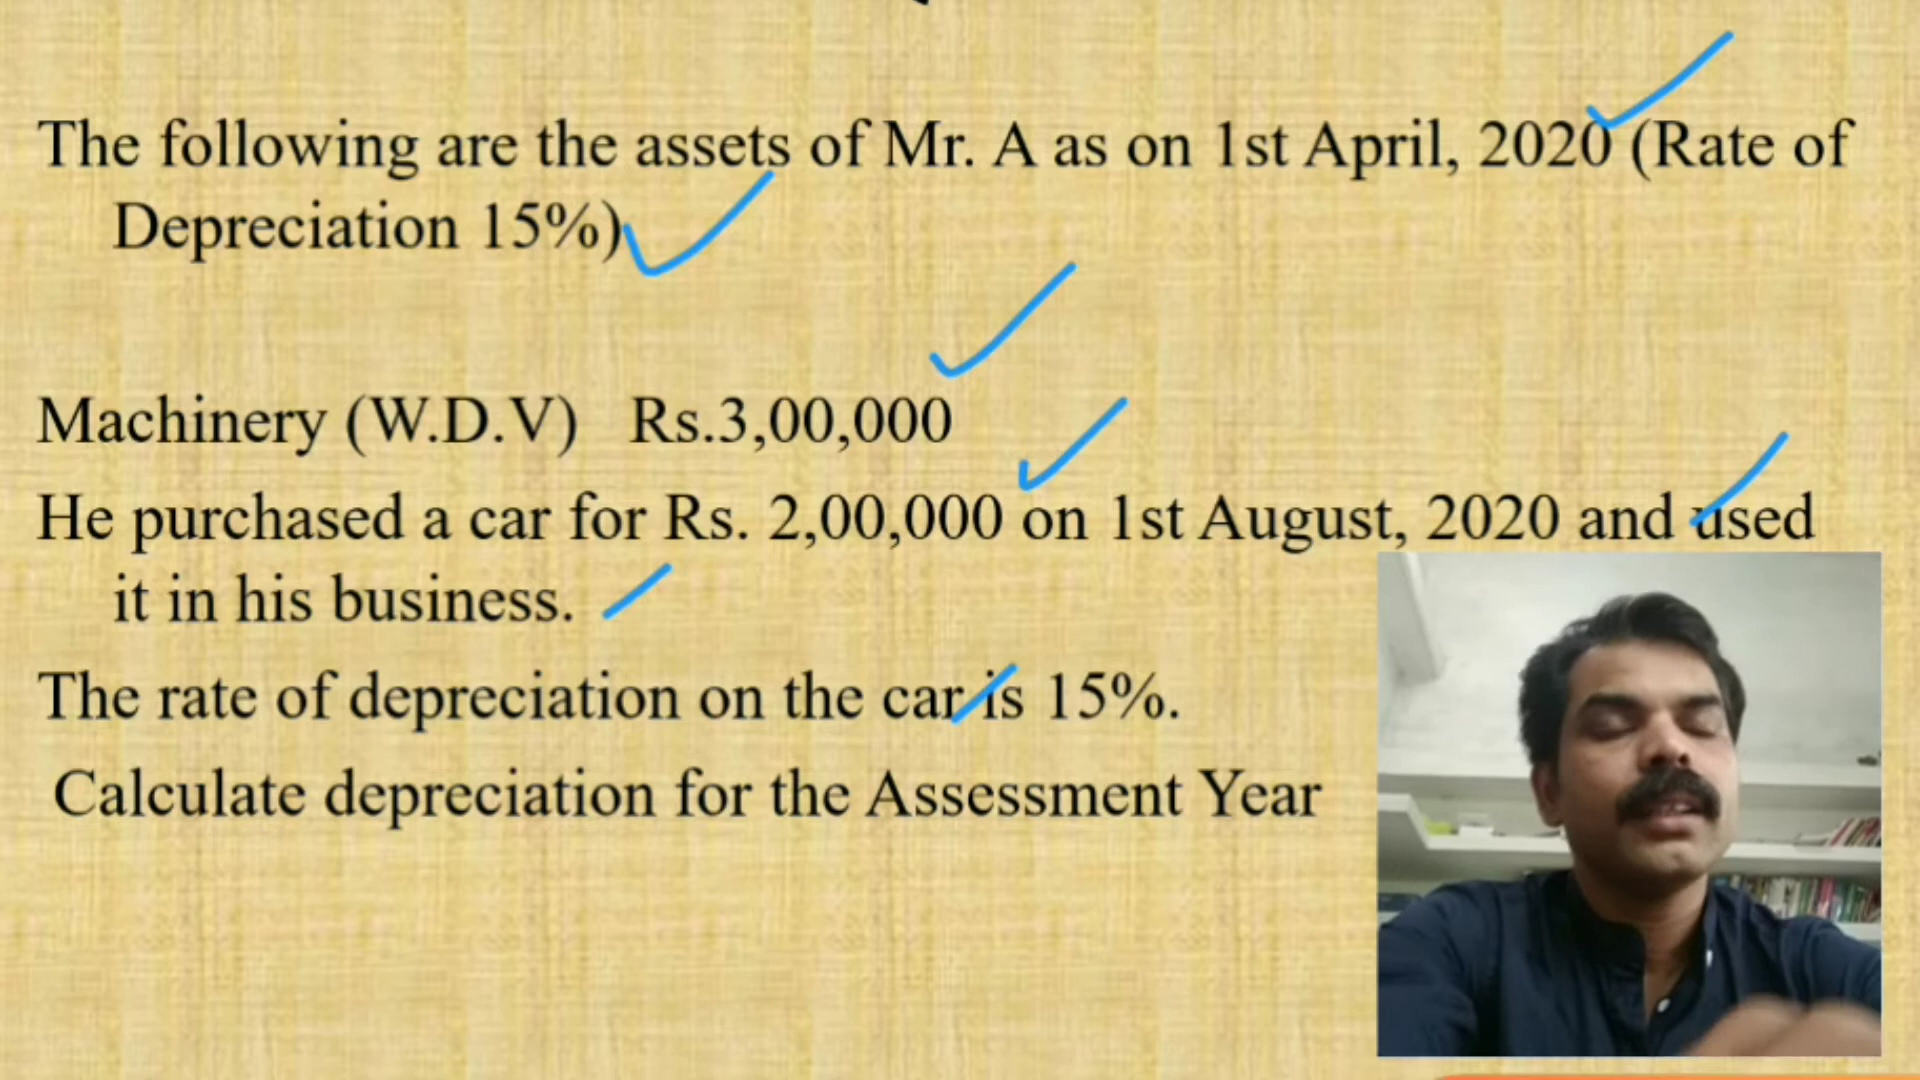 The following are the assets of Mr. A as on 1st April, 2020 (Rate of
Depreciation 15%)
Machinery (W.D.V) Rs.3,00,000
He purchased a car for Rs. 2,00,000 on 1st August, 2020 and used
it in his business.
The rate of depreciation on the car is 15%.
Calculate depreciation for the Assessment Year